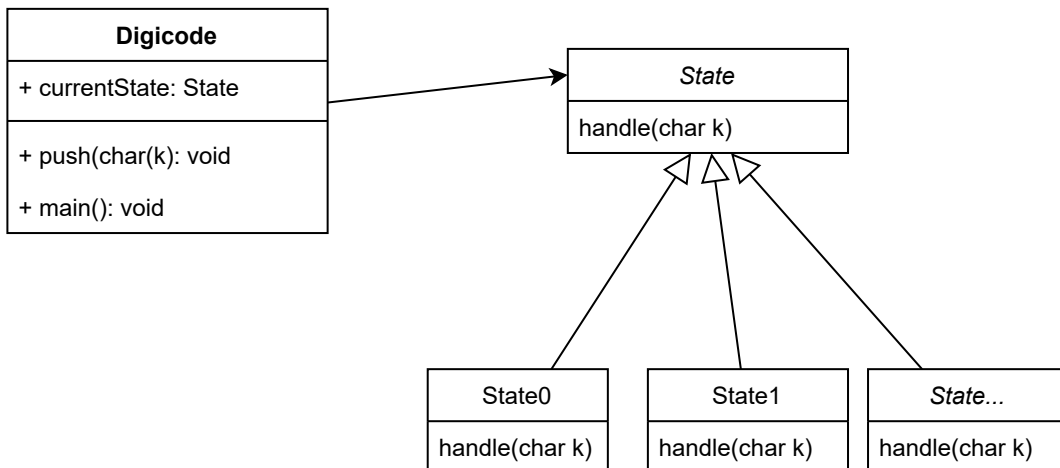 Digicode
+ currentState: State
+ push(char(k): void
+ main(): void
State
handle(char k)
State0
handle(char k)
State1
handle(char k)
State...
handle(char k)